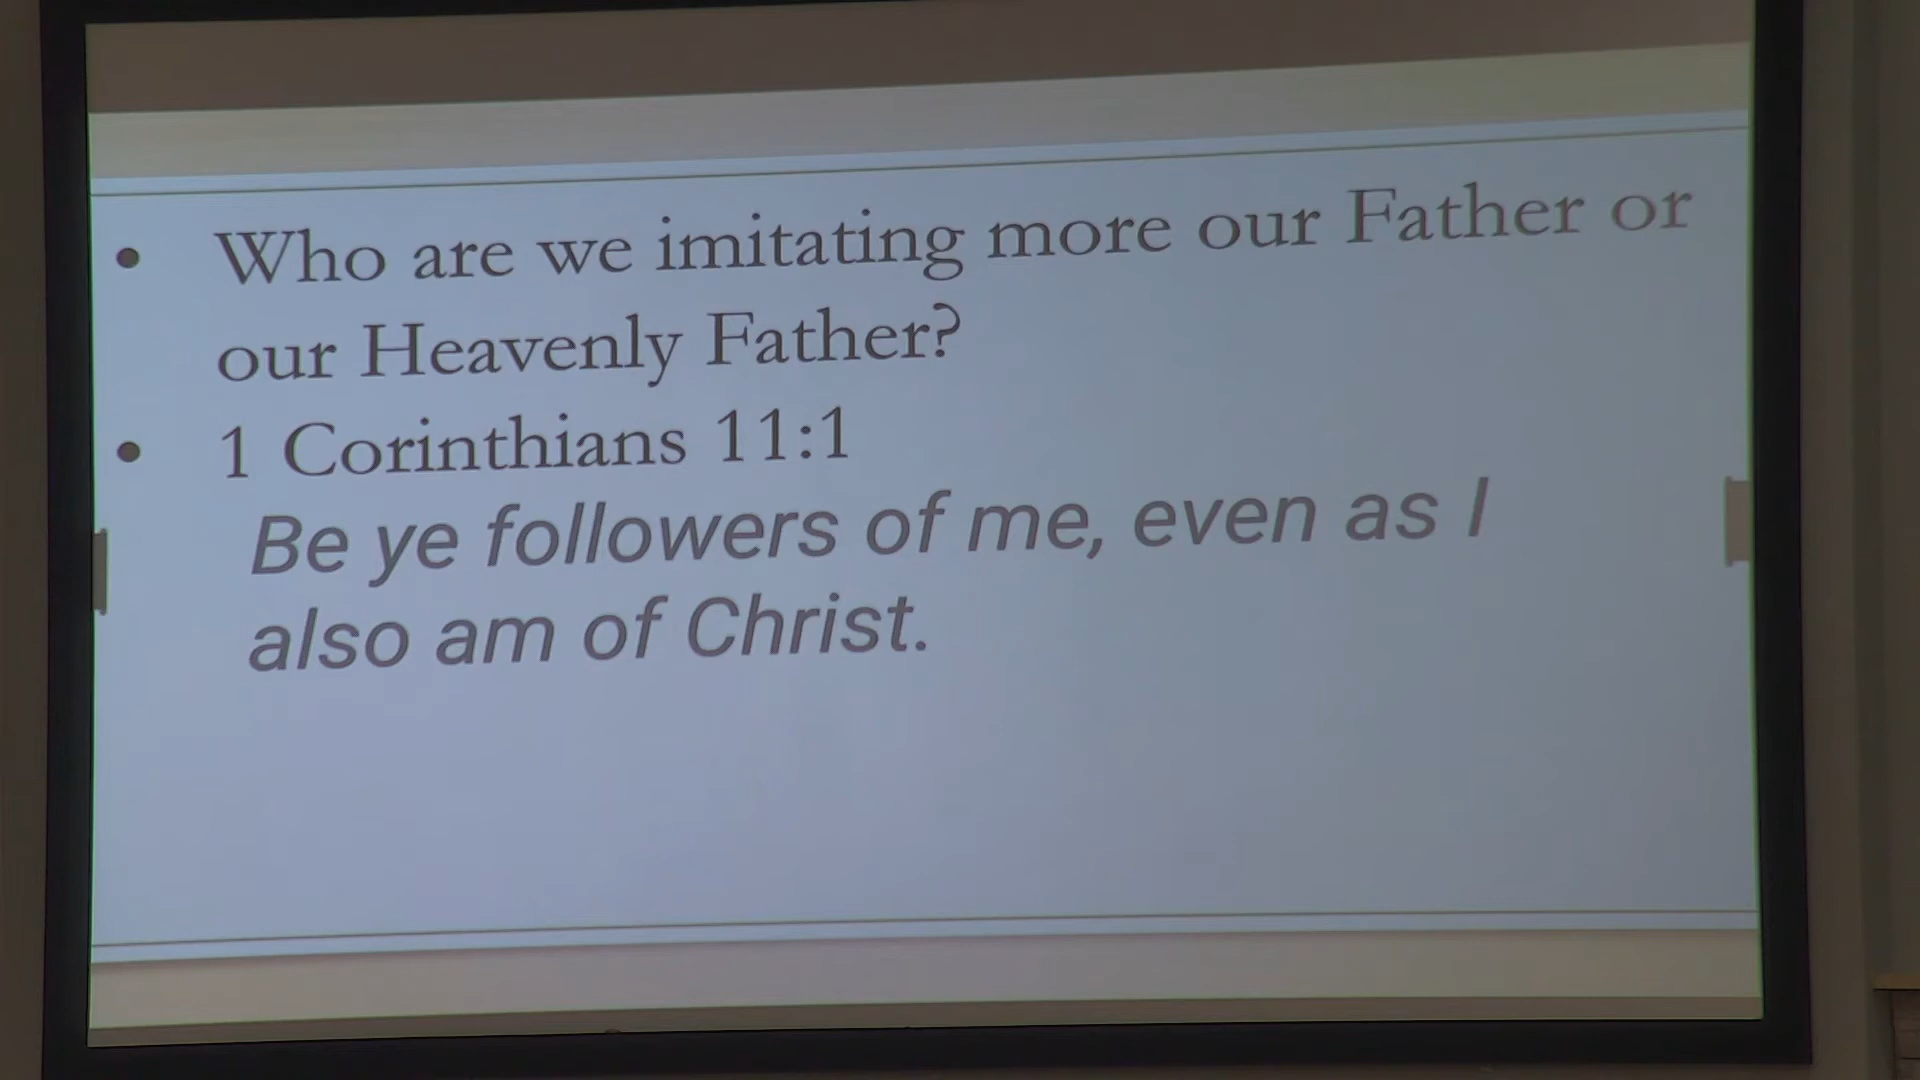 • Who are we imitating more our Father or
our Heavenly Father?
• 1 Corinthians 11:1
Be ye followers of me, even as I
also am of Christ.